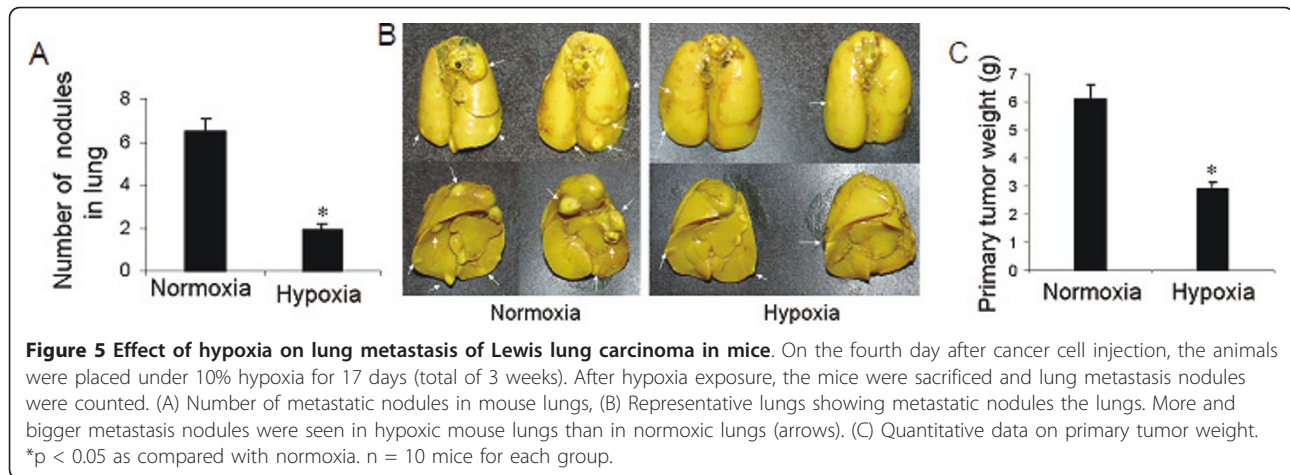 A
Number of nodules
in lung
8
6
4
2
0
*
Normoxia
Hypoxia
B
Normoxia
Hypoxia
C
Primary tumor weight (g)
7
6
5
4
3
2
1
0
*
Normoxia
Hypoxia
Figure 5 Effect of hypoxia on lung metastasis of Lewis lung carcinoma in mice. On the fourth day after cancer cell injection, the animals
were placed under 10% hypoxia for 17 days (total of 3 weeks). After hypoxia exposure, the mice were sacrificed and lung metastasis nodules
were counted. (A) Number of metastatic nodules in mouse lungs, (B) Representative lungs showing metastatic nodules the lungs. More and
bigger metastasis nodules were seen in hypoxic mouse lungs than in normoxic lungs (arrows). (C) Quantitative data on primary tumor weight.
*p < 0.05 as compared with normoxia. n = 10 mice for each group.